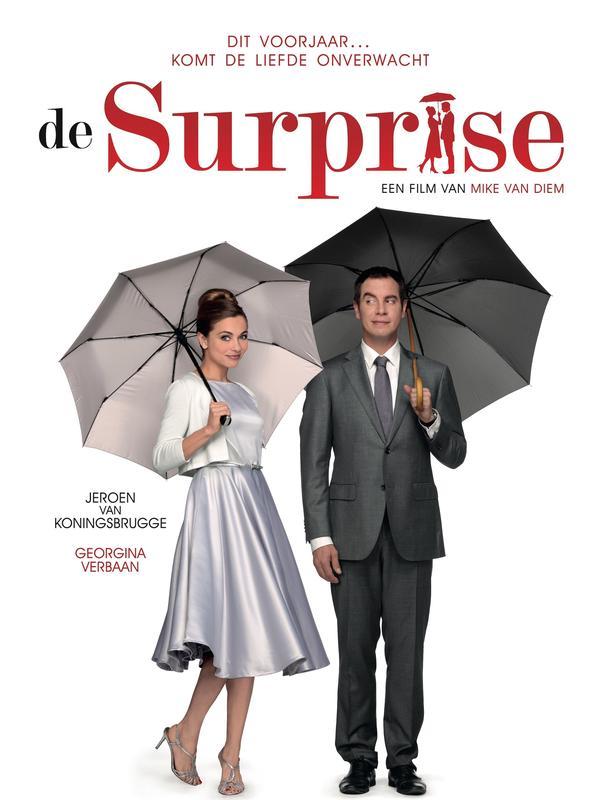 DIT VOORJAAR...
KOMT DE LIEFDE ONVERWACHT
de Surprise
EEN FILM VAN MIKE VAN DIEM
JEROEN
VAN
KONINGSBRUGGE
GEORGINA
VERBAAN